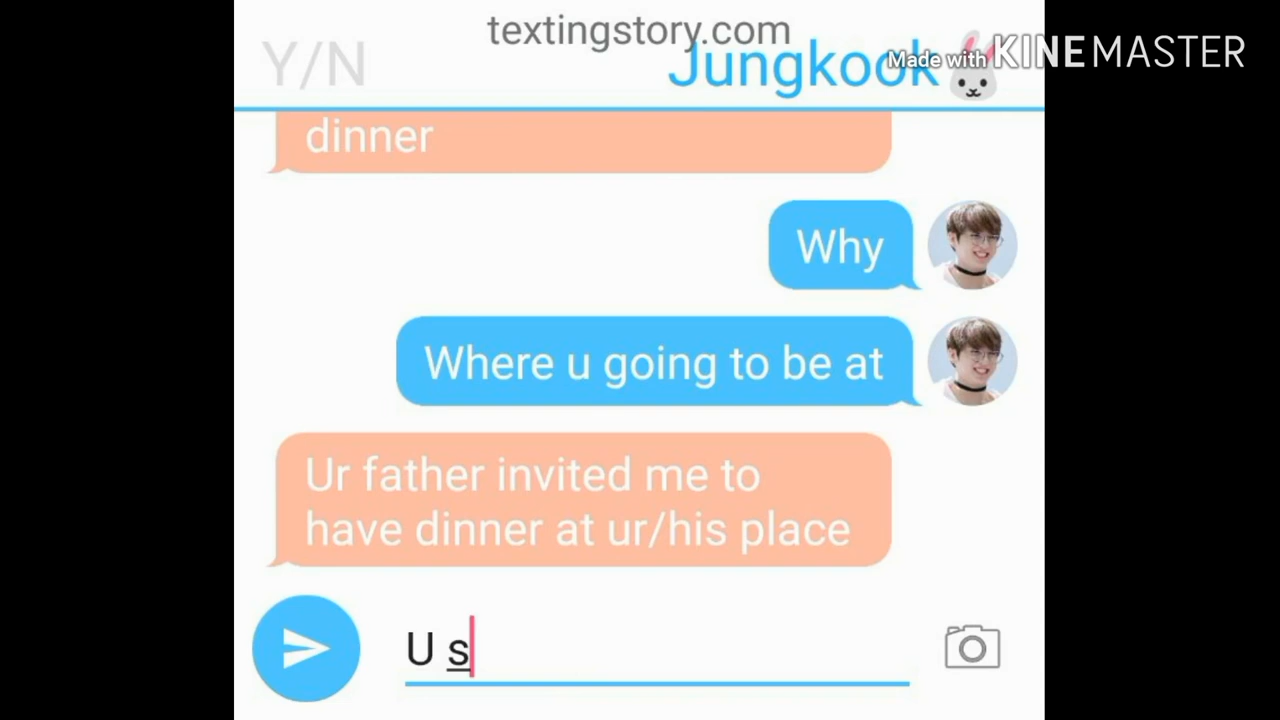 textingstory.com
Y/N
Jungkook
Made with KINEMASTER
dinner
Why
Where u going to be at
Ur father invited me to
have dinner at ur/his place
U s